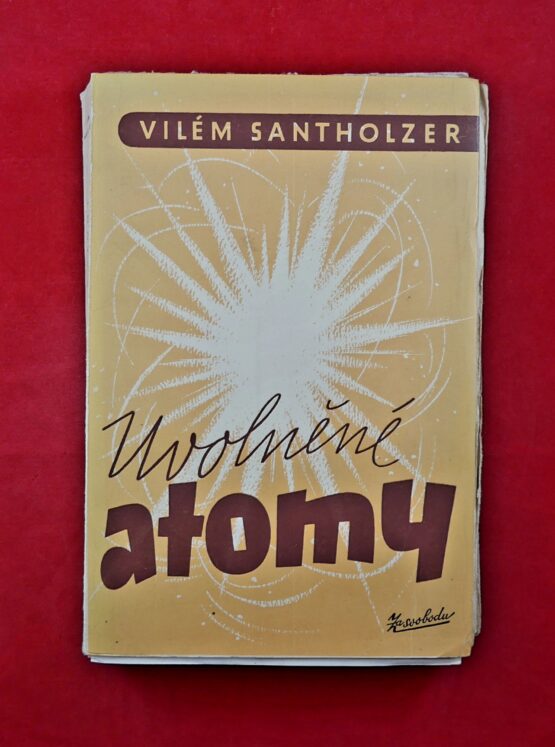 VILÉM SANTHOLZER
Uvolněné
atomy
Za svobodu